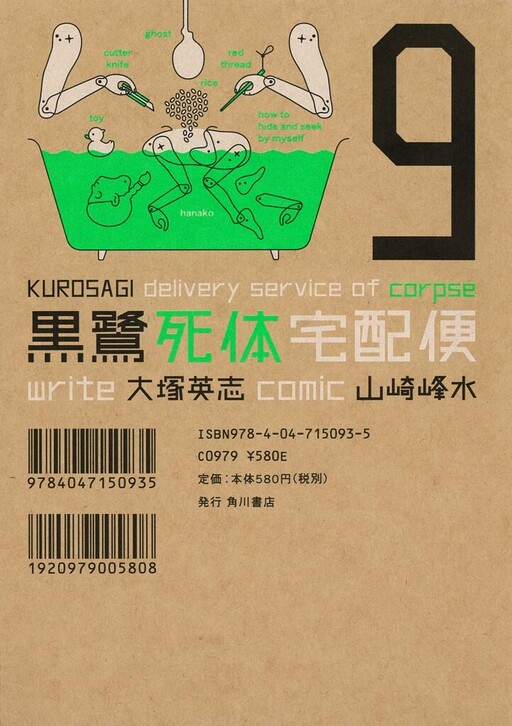 ghost
cutter-
knife
red
thread
rice
toy
how to
hide and seek
by myself
hanako
9
KUROSAGI delivery service of corpsé
黒鷺死体宅配便
write 大塚英志 comic 山崎峰水
ISBN978-4-04-715093-5
C0979 ¥580E
定価:本体580円(税別)
発行 角川書店
9784047150935
1920979005808